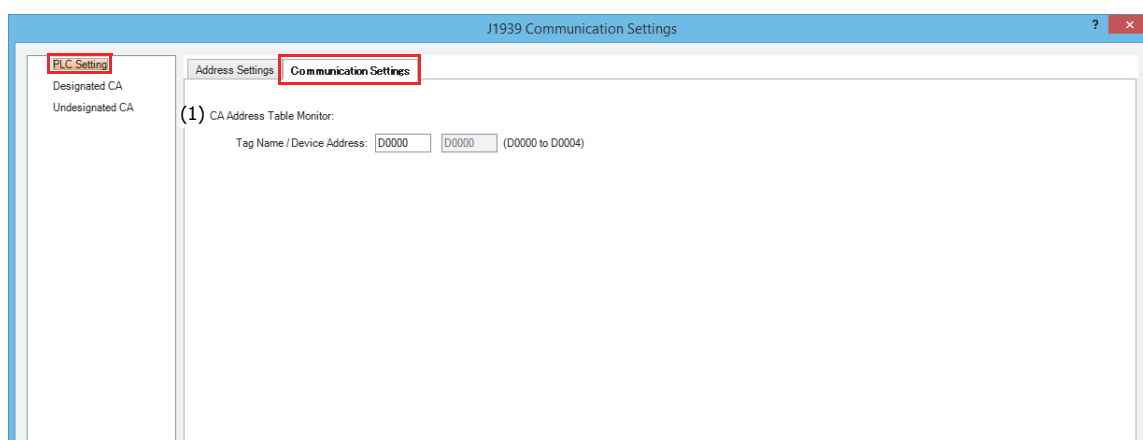 J1939 Communication Settings
? ×
PLC Setting
Designated CA
Undesignated CA
Address Settings Communication Settings
(1) CA Address Table Monitor:
Tag Name / Device Address: D0000 D0000 (D0000 to D0004)